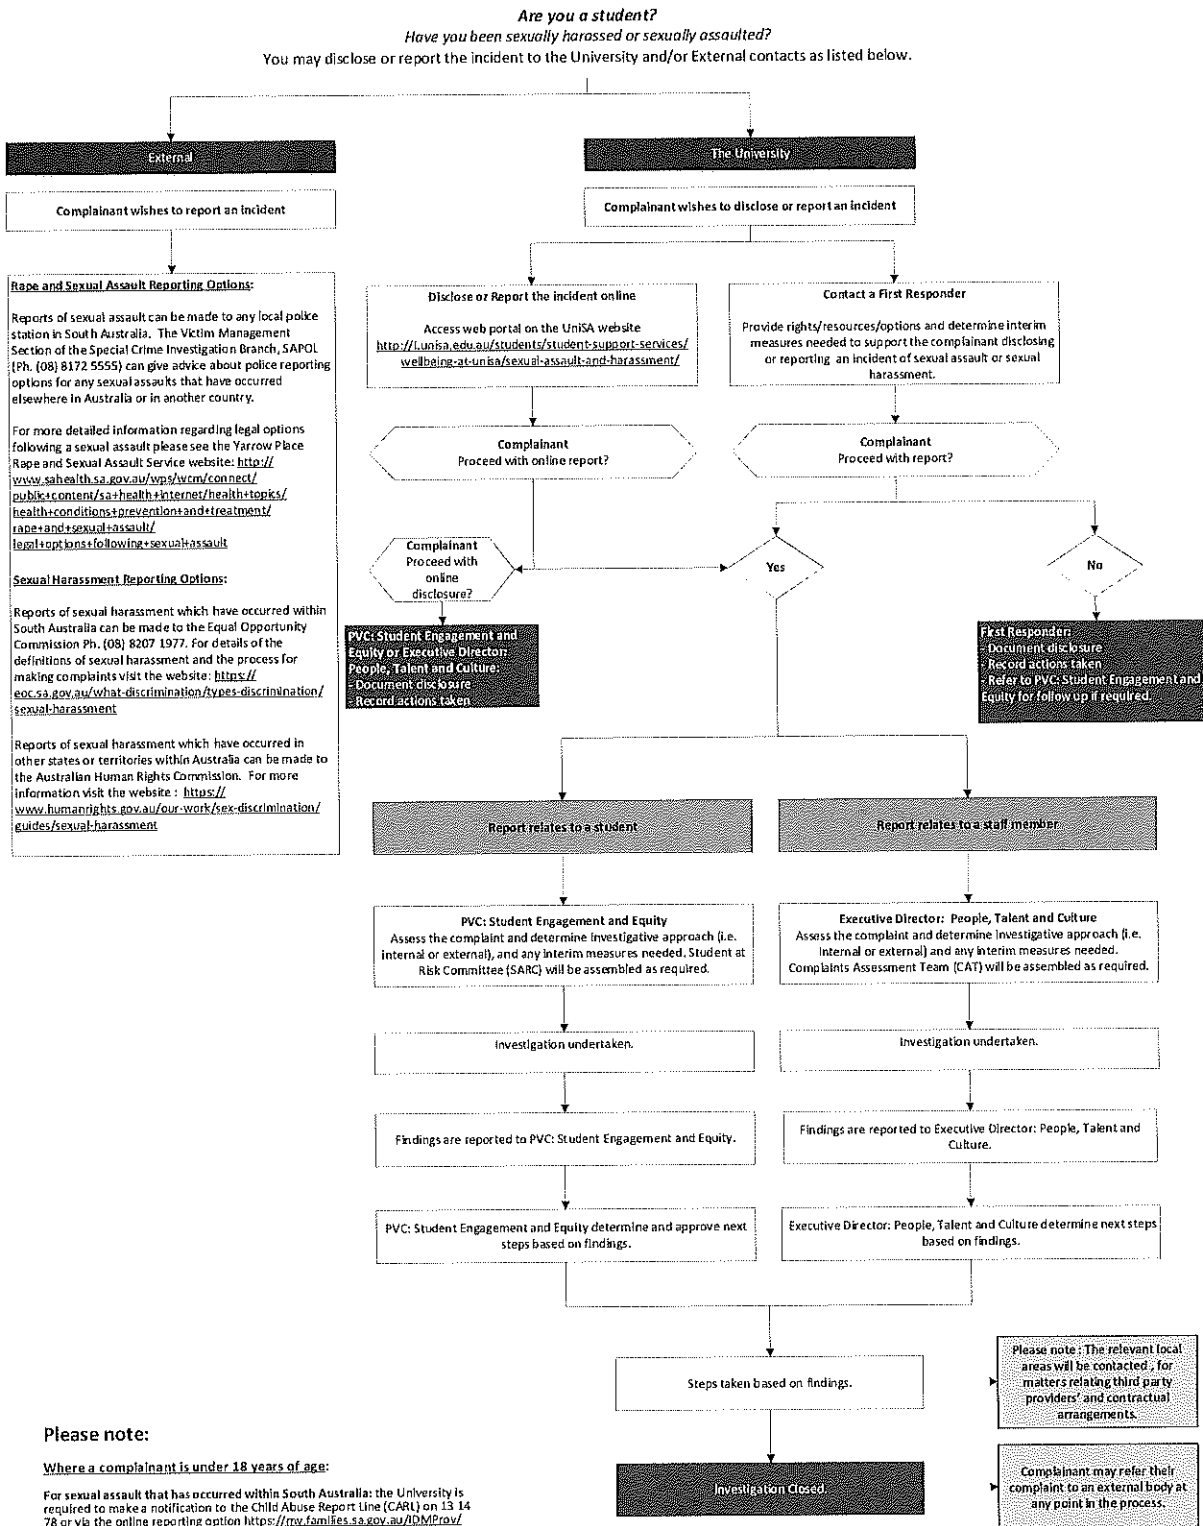 Are you a student?
Have you been sexually harassed or sexually assaulted?
You may disclose or report the incident to the University and/or External contacts as listed below.
External
Complainant wishes to report an incident
Rape and Sexual Assault Reporting Options:
Reports of sexual assault can be made to any local police
station in South Australia. The Victim Management
Section of the Special Crime Investigation Branch, SAPOL
(Ph. (08) 8172 5555) can give advice about police reporting
options for any sexual assaults that have occurred
elsewhere in Australia or in another country.
For more detailed information regarding legal options
following a sexual assault please see the Yarrow Place
Rape and Sexual Assault Service website: http://
www.sahealth.sa.gov.au/wps/wcm/connect/
public+content/sa+health+internet/health+topics/
health+conditions+prevention+and+treatment/
rape+and+sexual+assault/
legal+options+following+sexual+assault
Sexual Harassment Reporting Options:
Reports of sexual harassment which have occurred within
South Australia can be made to the Equal Opportunity
Commission Ph. (08) 8207 1977. For details of the
definitions of sexual harassment and the process for
making complaints visit the website: https://
eoc.sa.gov.au/what-discrimination/types-discrimination/
sexual-harassment
Reports of sexual harassment which have occurred in
other states or territories within Australia can be made to
the Australian Human Rights Commission. For more
information visit the website : https://
www.humanrights.gov.au/our-work/sex-discrimination/
guides/sexual-harassment
The University
Complainant wishes to disclose or report an incident
Disclose or Report the incident online
Access web portal on the UniSA website
http://i.unisa.edu.au/students/student-support-services/
wellbeing-at-unisa/sexual-assault-and-harassment/
Contact a First Responder
Provide rights/resources/options and determine interim
measures needed to support the complainant disclosing
or reporting an incident of sexual assault or sexual
harassment.
Complainant
Proceed with online report?
Complainant
Proceed with report?
Complainant
Proceed with
online
disclosure?
Yes
No
PVC: Student Engagement and
Equity or Executive Director:
People, Talent and Culture:
- Document disclosure
- Record actions taken
First Responder:
- Document disclosure
- Record actions taken
- Refer to PVC: Student Engagement and
Equity for follow up if required.
Report relates to a student
Report relates to a staff member
PVC: Student Engagement and Equity
Assess the complaint and determine investigative approach (i.e.
internal or external), and any interim measures needed. Student at
Risk Committee (SARC) will be assembled as required.
Executive Director: People, Talent and Culture
Assess the complaint and determine investigative approach (i.e.
internal or external) and any interim measures needed.
Complaints Assessment Team (CAT) will be assembled as required.
Investigation undertaken.
Investigation undertaken.
Findings are reported to PVC: Student Engagement and Equity.
Findings are reported to Executive Director: People, Talent and
Culture.
PVC: Student Engagement and Equity determine and approve next
steps based on findings.
Executive Director: People, Talent and Culture determine next steps
based on findings.
Steps taken based on findings.
Please note : The relevant local
areas will be contacted , for
matters relating third party
providers' and contractual
arrangements.
Investigation Closed
Complainant may refer their
complaint to an external body at
any point in the process.
Please note:
Where a complainant is under 18 years of age:
For sexual assault that has occurred within South Australia: the University is
required to make a notification to the Child Abuse Report Line (CARL) on 13 14
78 or via the online reporting option https://my.families.sa.gov.au/IDMProv/